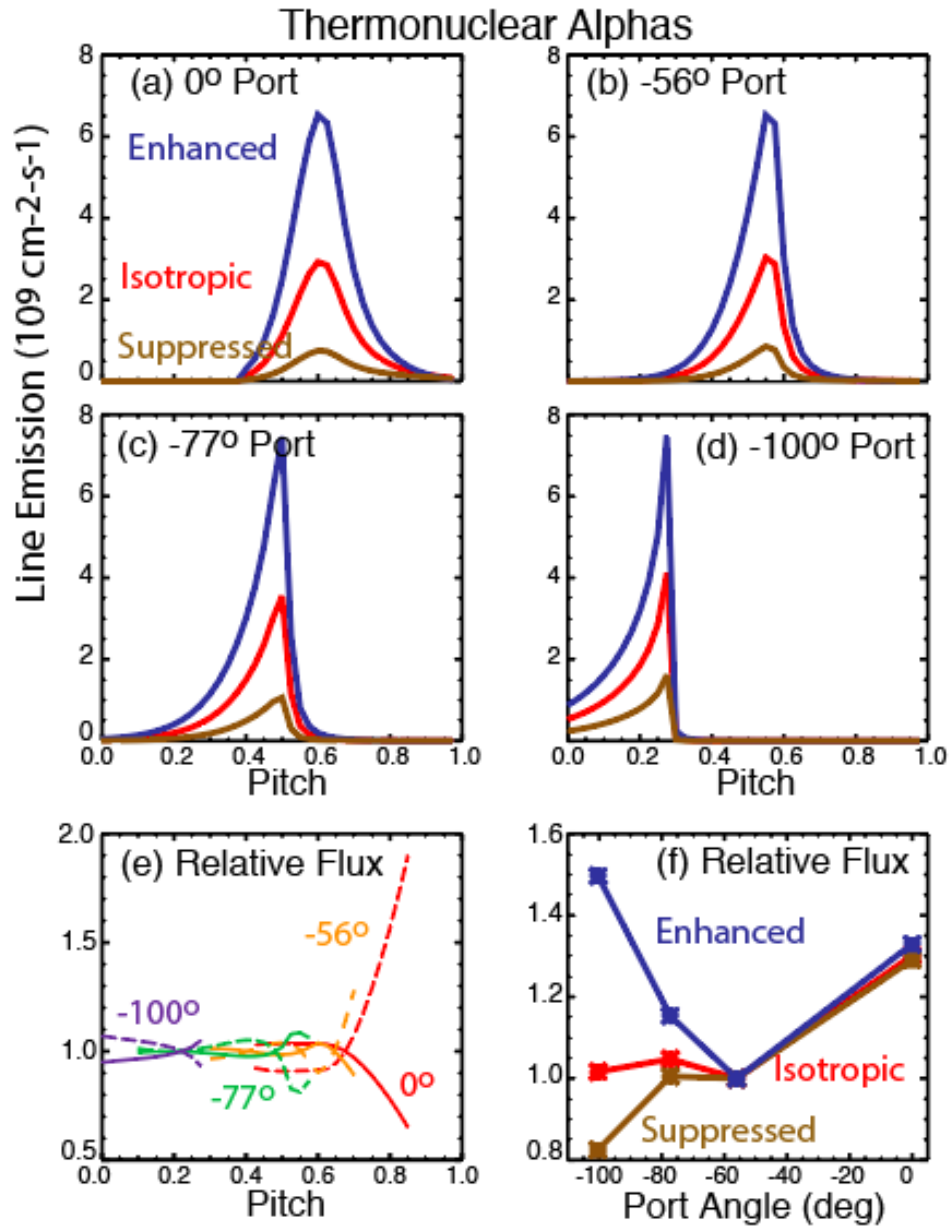 Thermonuclear Alphas
Line Emission (109 cm-2-s-1)
8
6
4
2
0
(a) 0º Port
Enhanced
Isotropic
Suppressed
8
6
4
2
(b) -56º Port
8
6
4
2
0
(c) -77º Port
0.0 0.2 0.4 0.6 0.8 1.0
Pitch
8
6
4
2
(d) -100º Port
0.0 0.2 0.4 0.6 0.8 1.0
Pitch
2.0
1.5
1.0
0.5
(e) Relative Flux
-56º
-100º
-77º
0º
0.0 0.2 0.4 0.6 0.8 1.0
Pitch
1.6
1.4
1.2
1.0
0.8
(f) Relative Flux
Enhanced
Isotropic
Suppressed
-100 -80 -60 -40 -20 0
Port Angle (deg)